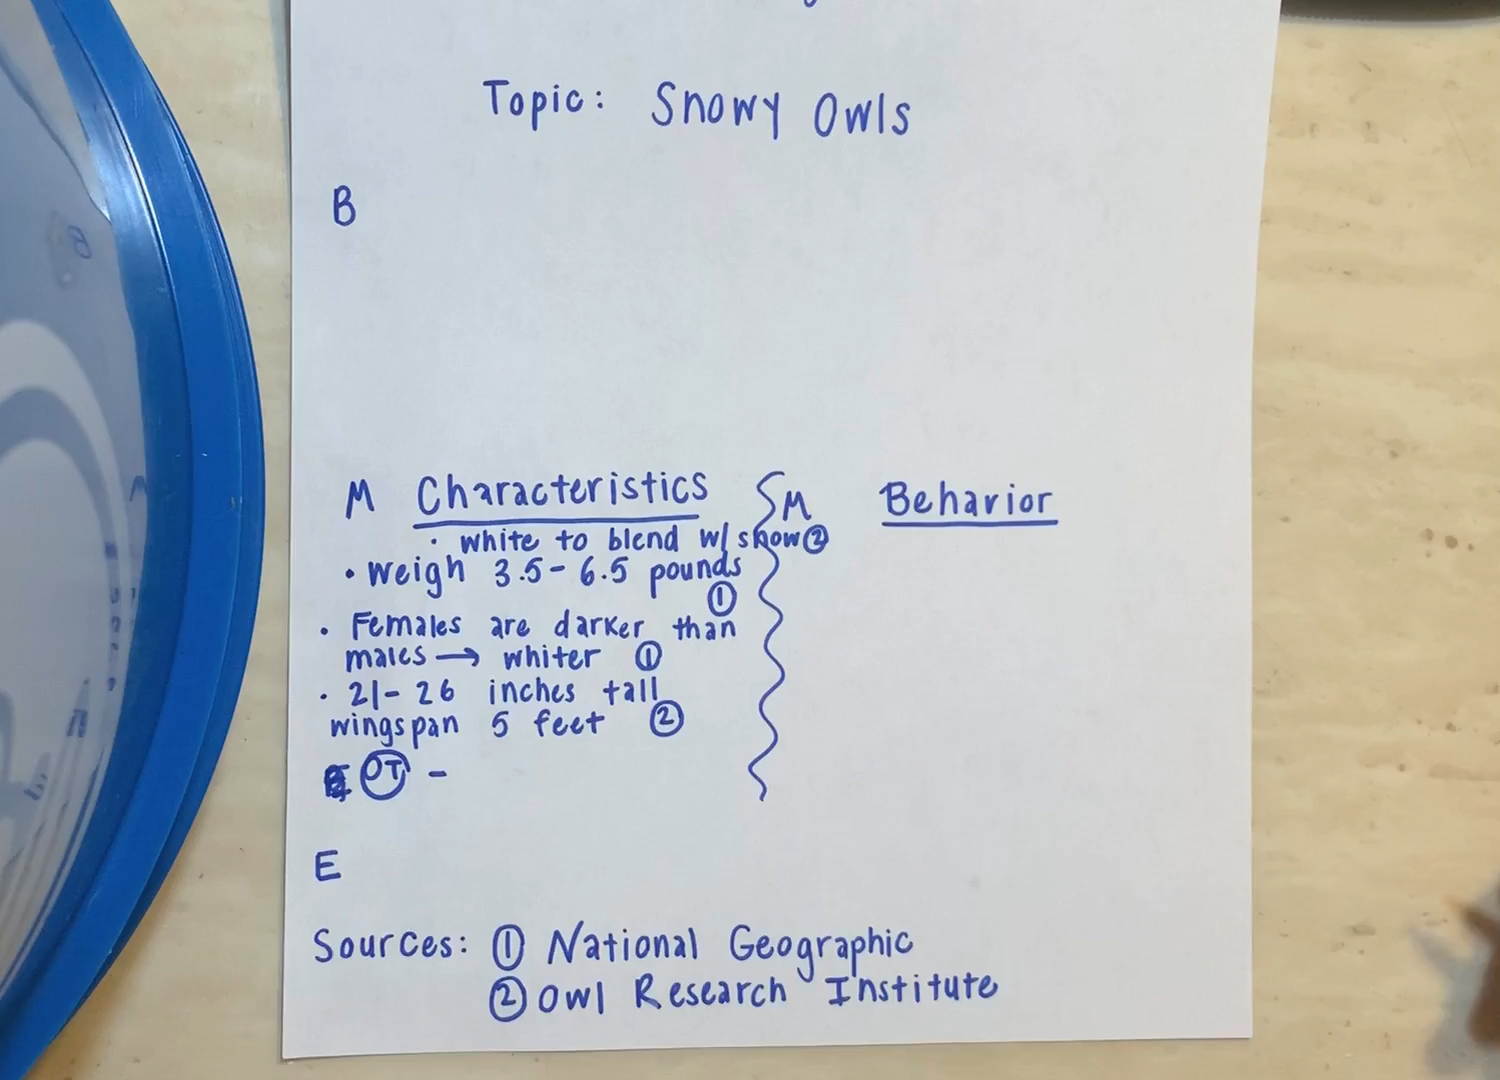 Topic: Snowy Owls
B
M Characteristics
• white to blend w/ snow ②
• weigh 3.5-6.5 pounds ①
• Females are darker than
males → whiter ①
• 21-26 inches tall
wingspan 5 feet ②
OT -
M Behavior
E
Sources: ① National Geographic
② Owl Research Institute